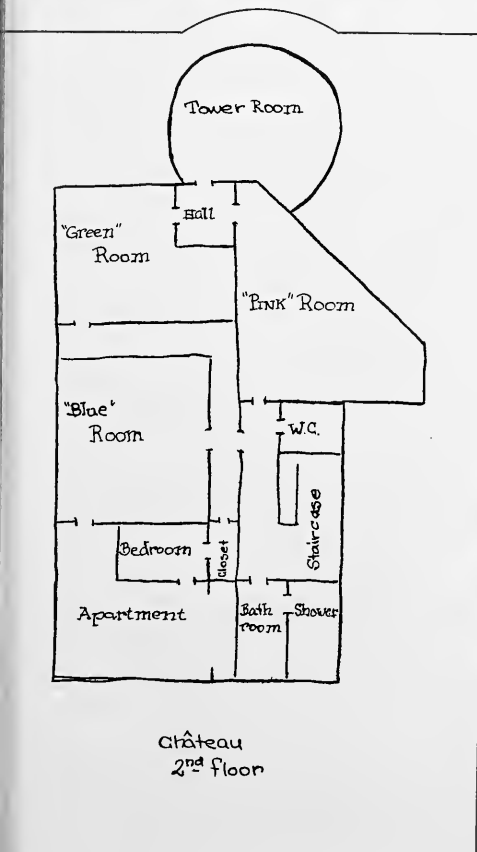 Tower Room
Hall
"Green"
Room
"PINK" Room
"Blue"
Room
W.C.
Staircase
Bedroom
Closet
Apartment
Bath
room
Shower
Château
2nd floor